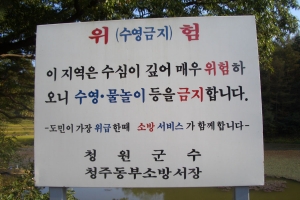 위 (수영금지) 험
이 지역은 수심이 깊어 매우 위험하
오니 수영·물놀이 등을 금지합니다.
-도민이 가장 위급한때 소방 서비스가 함께합니다-
청원군수
청주동부소방서장